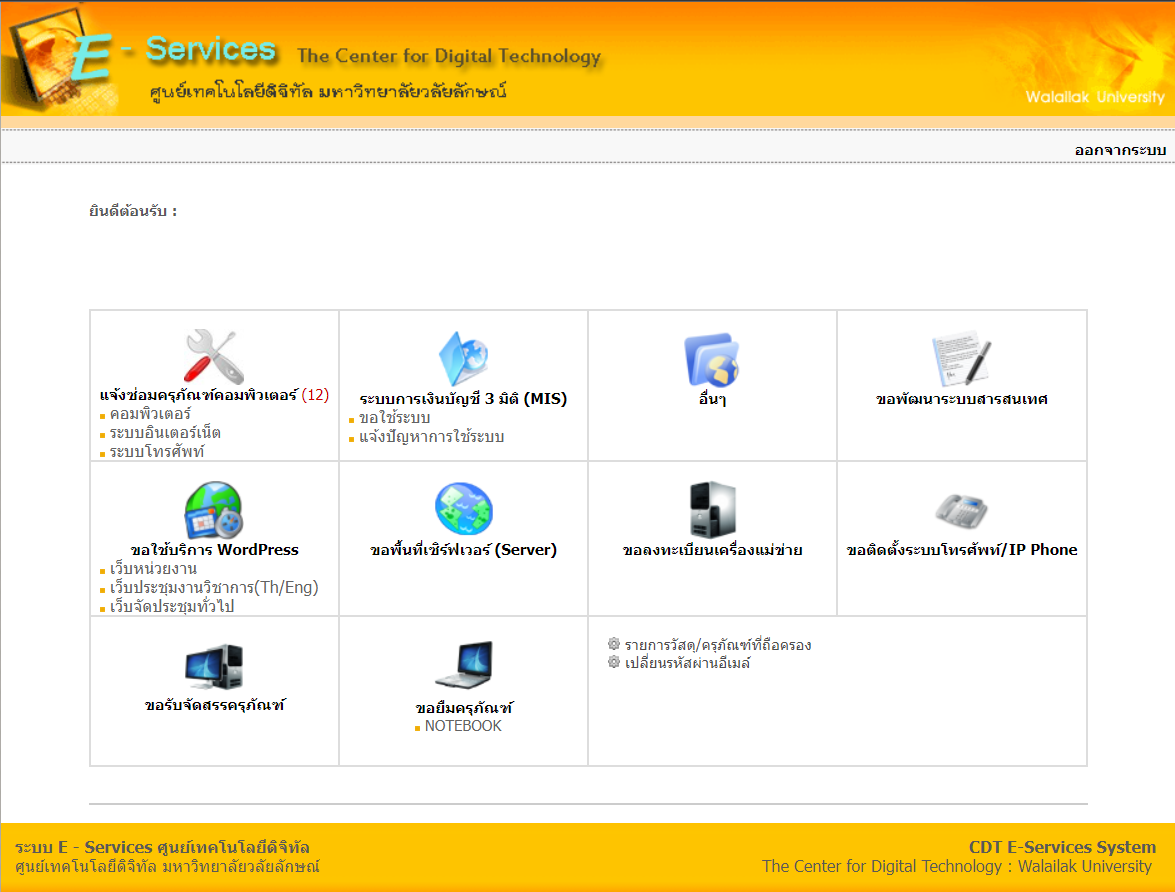 E - Services The Center for Digital Technology
ศูนย์เทคโนโลยีดิจิทัล มหาวิทยาลัยวลัยลักษณ์
Walailak University
ออกจากระบบ
ยินดีต้อนรับ :
แจ้งซ่อมครุภัณฑ์คอมพิวเตอร์ (12)
คอมพิวเตอร์
ระบบอินเตอร์เน็ต
ระบบโทรศัพท์
ระบบการเงินบัญชี 3 มิติ (MIS)
ขอใช้ระบบ
แจ้งปัญหาการใช้ระบบ
อื่นๆ
ขอพัฒนาระบบสารสนเทศ
ขอใช้บริการ WordPress
เว็บหน่วยงาน
เว็บประชุมงานวิชาการ(Th/Eng)
เว็บจัดประชุมทั่วไป
ขอพื้นที่เซิร์ฟเวอร์ (Server)
ขอลงทะเบียนเครื่องแม่ข่าย
ขอติดตั้งระบบโทรศัพท์/IP Phone
ขอรับจัดสรรครุภัณฑ์
ขอยืมครุภัณฑ์
NOTEBOOK
รายการวัสดุ/ครุภัณฑ์ที่ถือครอง
เปลี่ยนรหัสผ่านอีเมล์
ระบบ E - Services ศูนย์เทคโนโลยีดิจิทัล
ศูนย์เทคโนโลยีดิจิทัล มหาวิทยาลัยวลัยลักษณ์
CDT E-Services System
The Center for Digital Technology : Walailak University